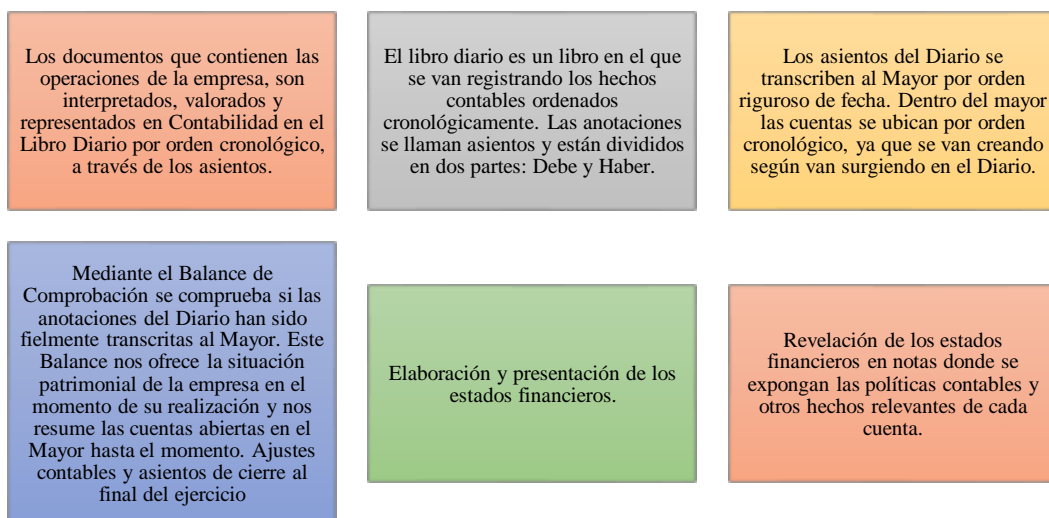 Los documentos que contienen las
operaciones de la empresa, son
interpretados, valorados y
representados en Contabilidad en el
Libro Diario por orden cronológico,
a través de los asientos.
El libro diario es un libro en el que
se van registrando los hechos
contables ordenados
cronológicamente. Las anotaciones
se llaman asientos y están divididos
en dos partes: Debe y Haber.
Los asientos del Diario se
transcriben al Mayor por orden
riguroso de fecha. Dentro del mayor
las cuentas se ubican por orden
cronológico, ya que se van creando
según van surgiendo en el Diario.
Mediante el Balance de
Comprobación se comprueba si las
anotaciones del Diario han sido
fielmente transcritas al Mayor. Este
Balance nos ofrece la situación
patrimonial de la empresa en el
momento de su realización y nos
resume las cuentas abiertas en el
Mayor hasta el momento. Ajustes
contables y asientos de cierre al
final del ejercicio
Elaboración y presentación de los
estados financieros.
Revelación de los estados
financieros en notas donde se
expongan las políticas contables y
otros hechos relevantes de cada
cuenta.